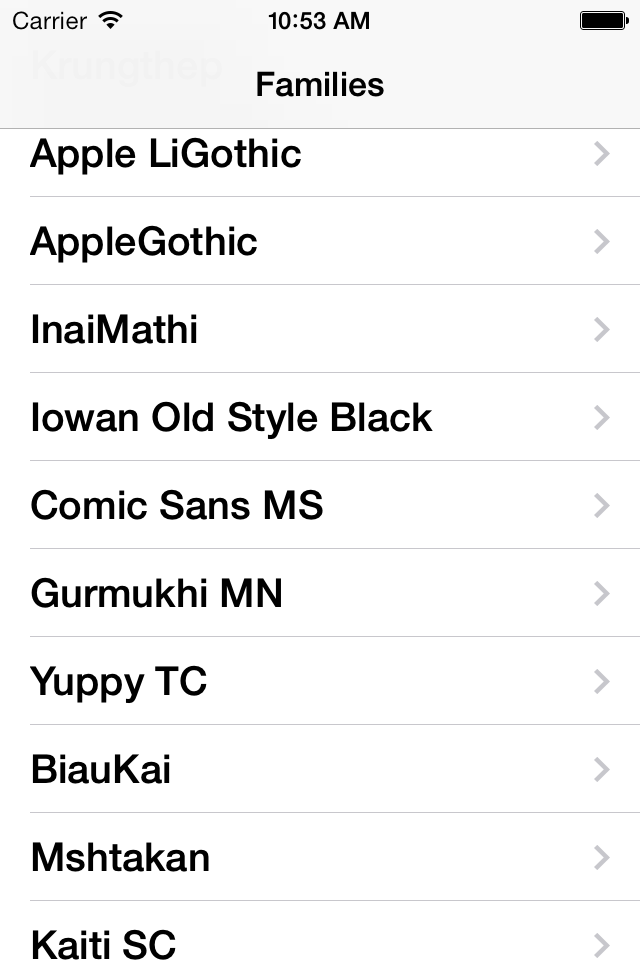 Carrier 10:53 AM
Krungthep
Families
Apple LiGothic
AppleGothic
InaiMathi
Iowan Old Style Black
Comic Sans MS
Gurmukhi MN
Yuppy TC
BiauKai
Mshtakan
Kaiti SC